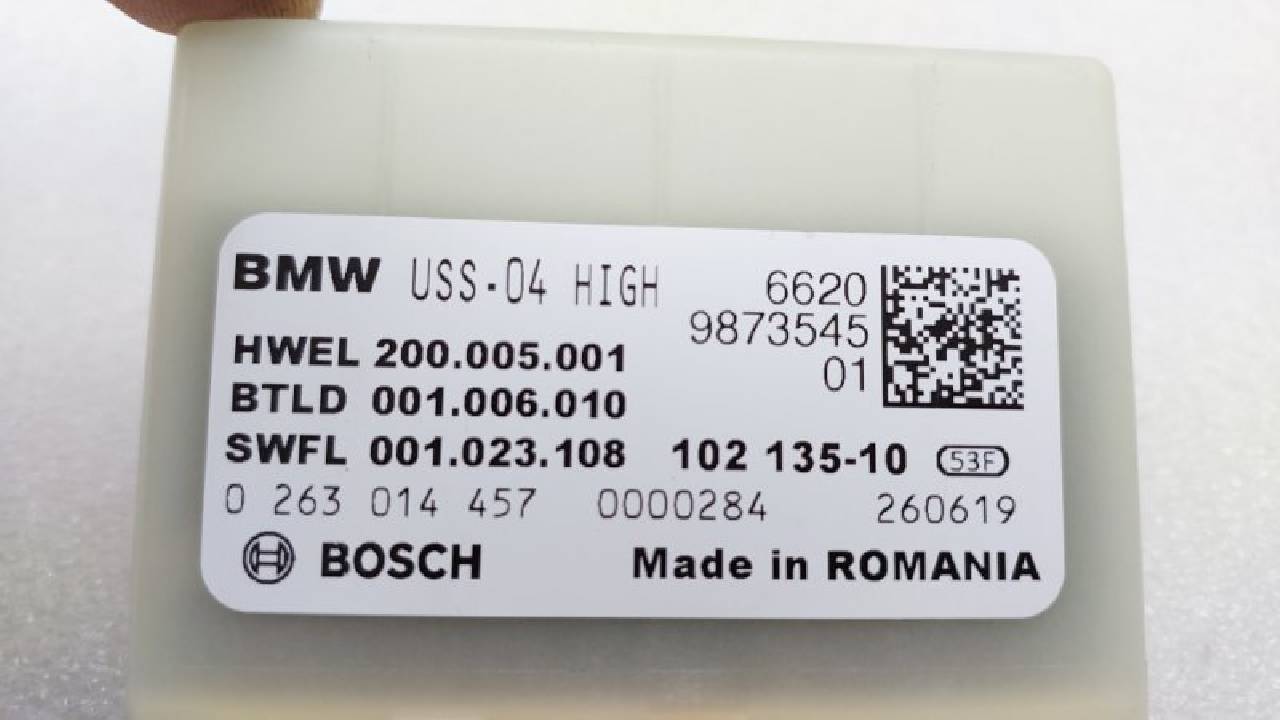 BMW USS-04 HIGH 6620
9873545
HWEL 200.005.001 01
BTLD 001.006.010
SWFL 001.023.108 102 135-10 53F
0 263 014 457 0000284 260619
BOSCH Made in ROMANIA